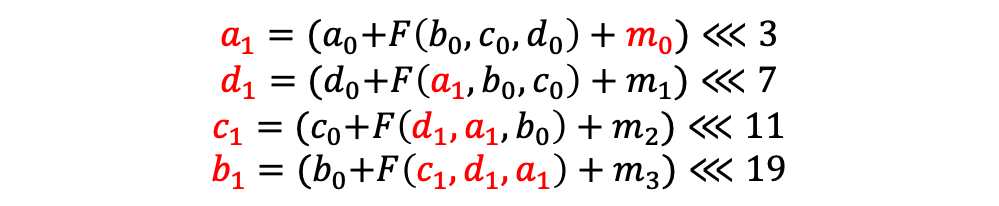 a₁ = (a₀+F(b₀, c₀, d₀) + m₀) ⋘ 3
d₁ = (d₀+F(a₁, b₀, c₀) + m₁) ⋘ 7
c₁ = (c₀+F(d₁, a₁, b₀) + m₂) ⋘ 11
b₁ = (b₀+F(c₁, d₁, a₁) + m₃) ⋘ 19